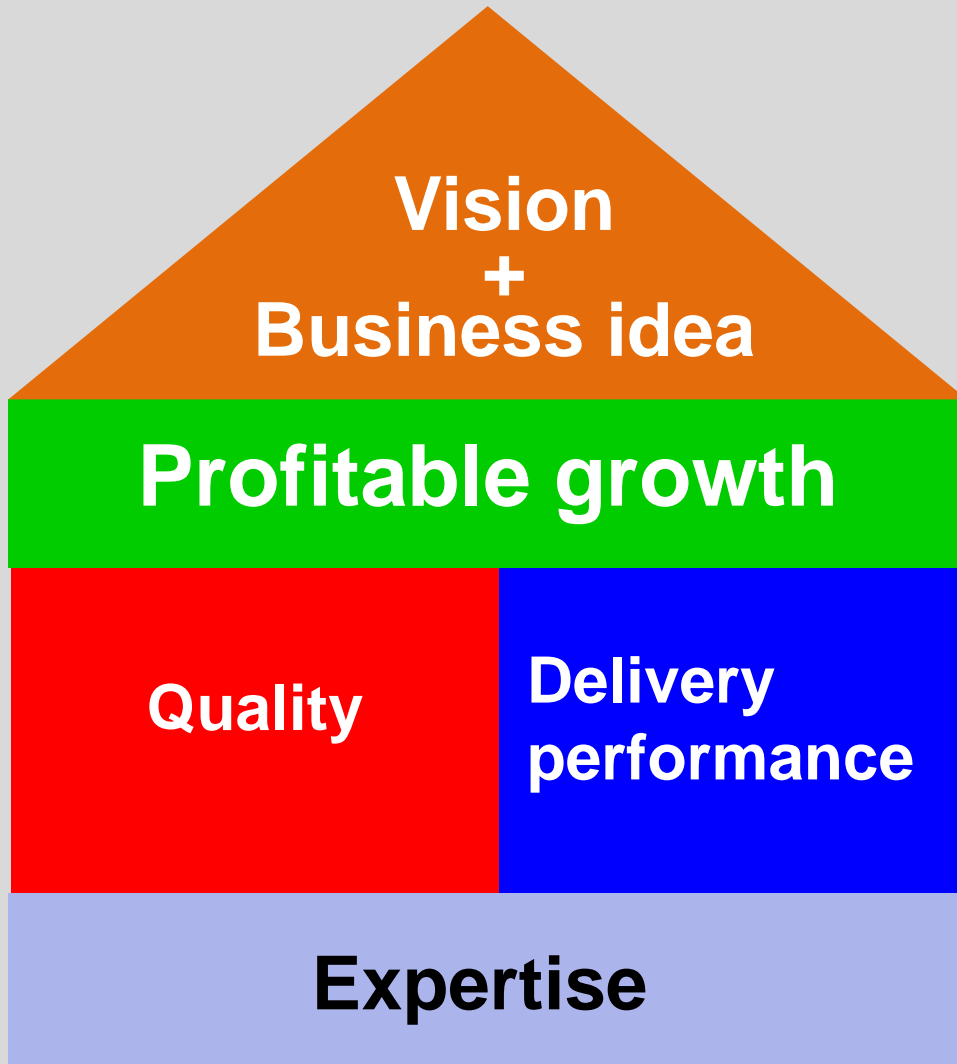 Vision
+
Business idea
Profitable growth
Quality
Delivery
performance
Expertise